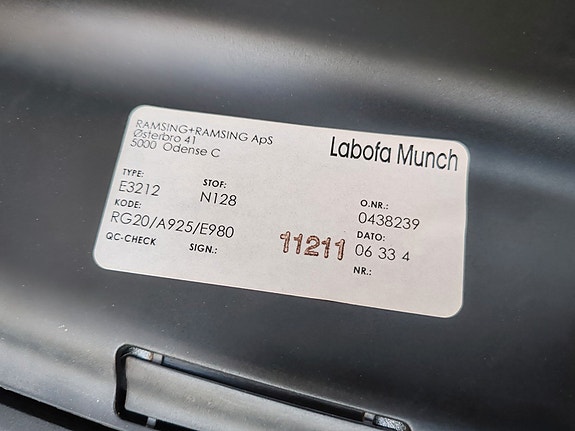 RAMSING+RAMSING ApS
Østerbro 41
5000 Odense C
Labofa Munch
TYPE:
E3212
STOF:
N128
O.NR.:
0438239
KODE:
RG20/A925/E980
DATO:
06 33 4
QC-CHECK
SIGN.:
11211
NR.: